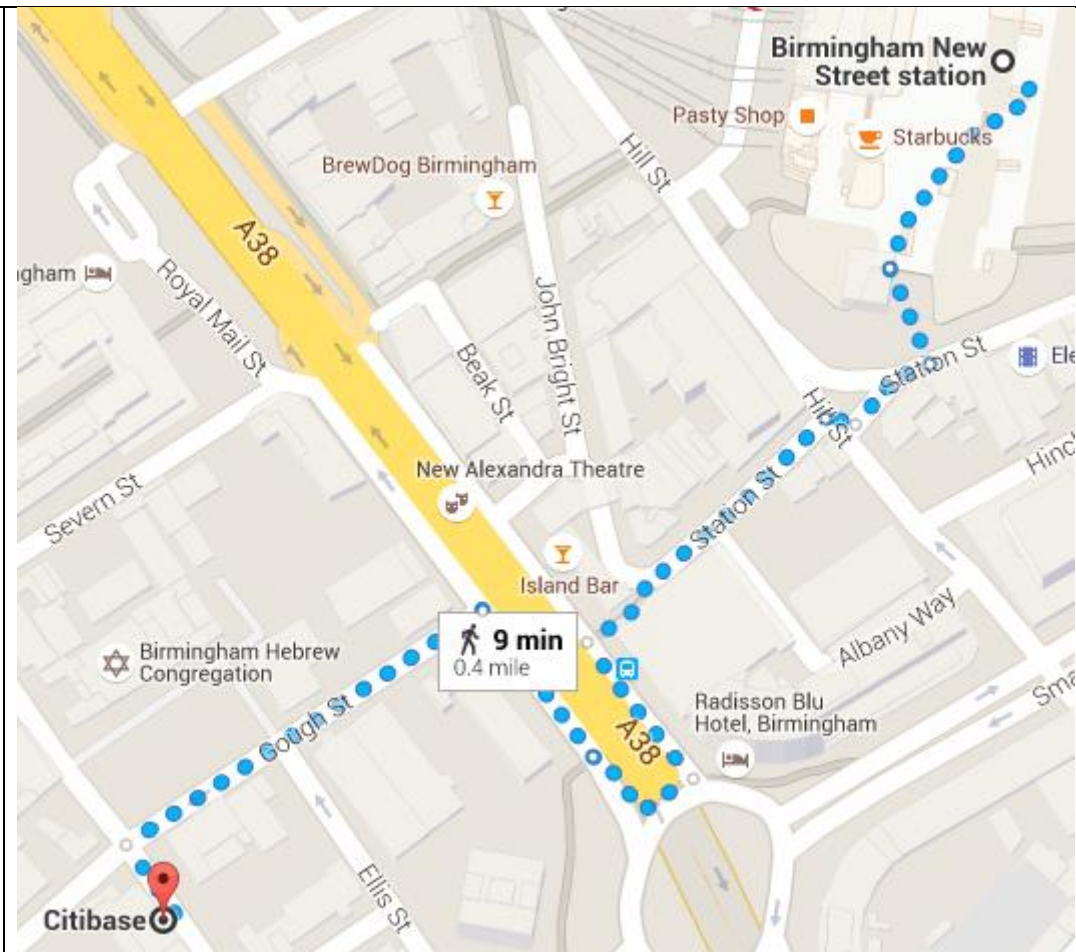 Birmingham New
Street station
Pasty Shop
Starbucks
Hill St
BrewDog Birmingham
A38
Royal Mail St
John Bright St
Beak St
Station St
Hill St
New Alexandra Theatre
Severn St
Station St
Island Bar
9 min
0.4 mile
Birmingham Hebrew
Congregation
Albany Way
Radisson Blu
Hotel, Birmingham
A38
Gough St
Ellis St
Citibase